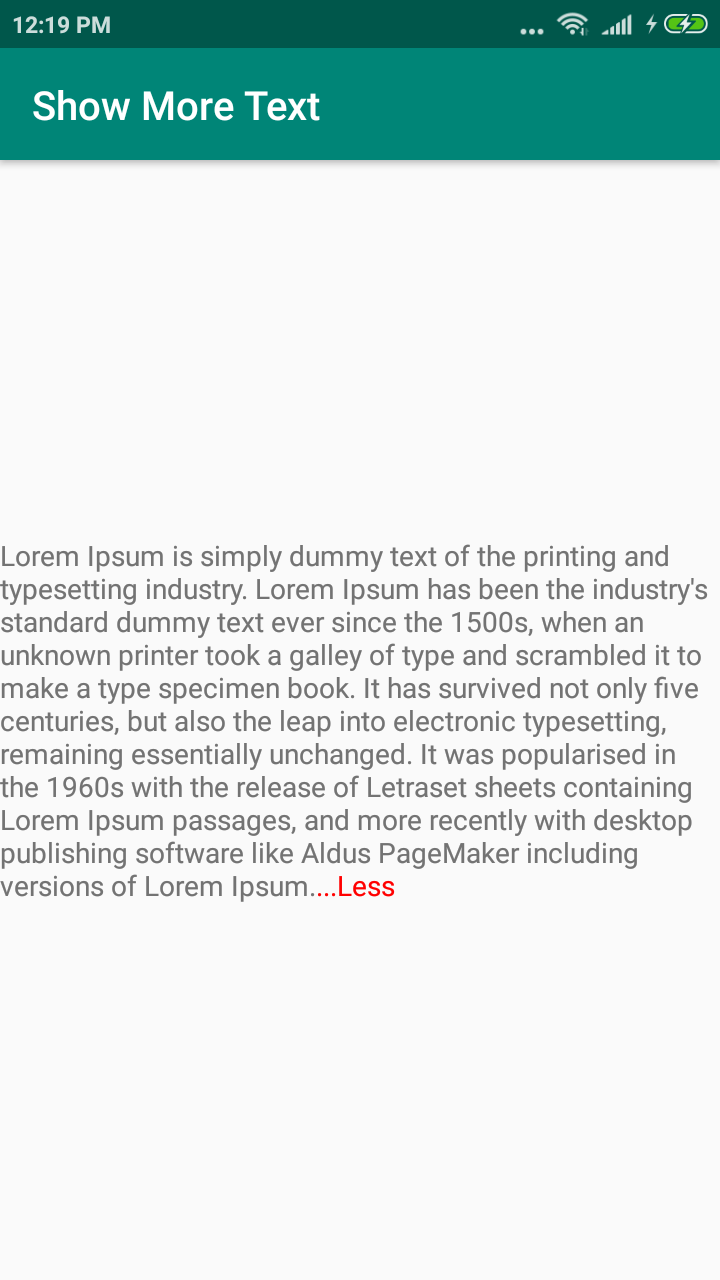 12:19 PM
Show More Text
Lorem Ipsum is simply dummy text of the printing and
typesetting industry. Lorem Ipsum has been the industry's
standard dummy text ever since the 1500s, when an
unknown printer took a galley of type and scrambled it to
make a type specimen book. It has survived not only five
centuries, but also the leap into electronic typesetting,
remaining essentially unchanged. It was popularised in
the 1960s with the release of Letraset sheets containing
Lorem Ipsum passages, and more recently with desktop
publishing software like Aldus PageMaker including
versions of Lorem Ipsum....Less